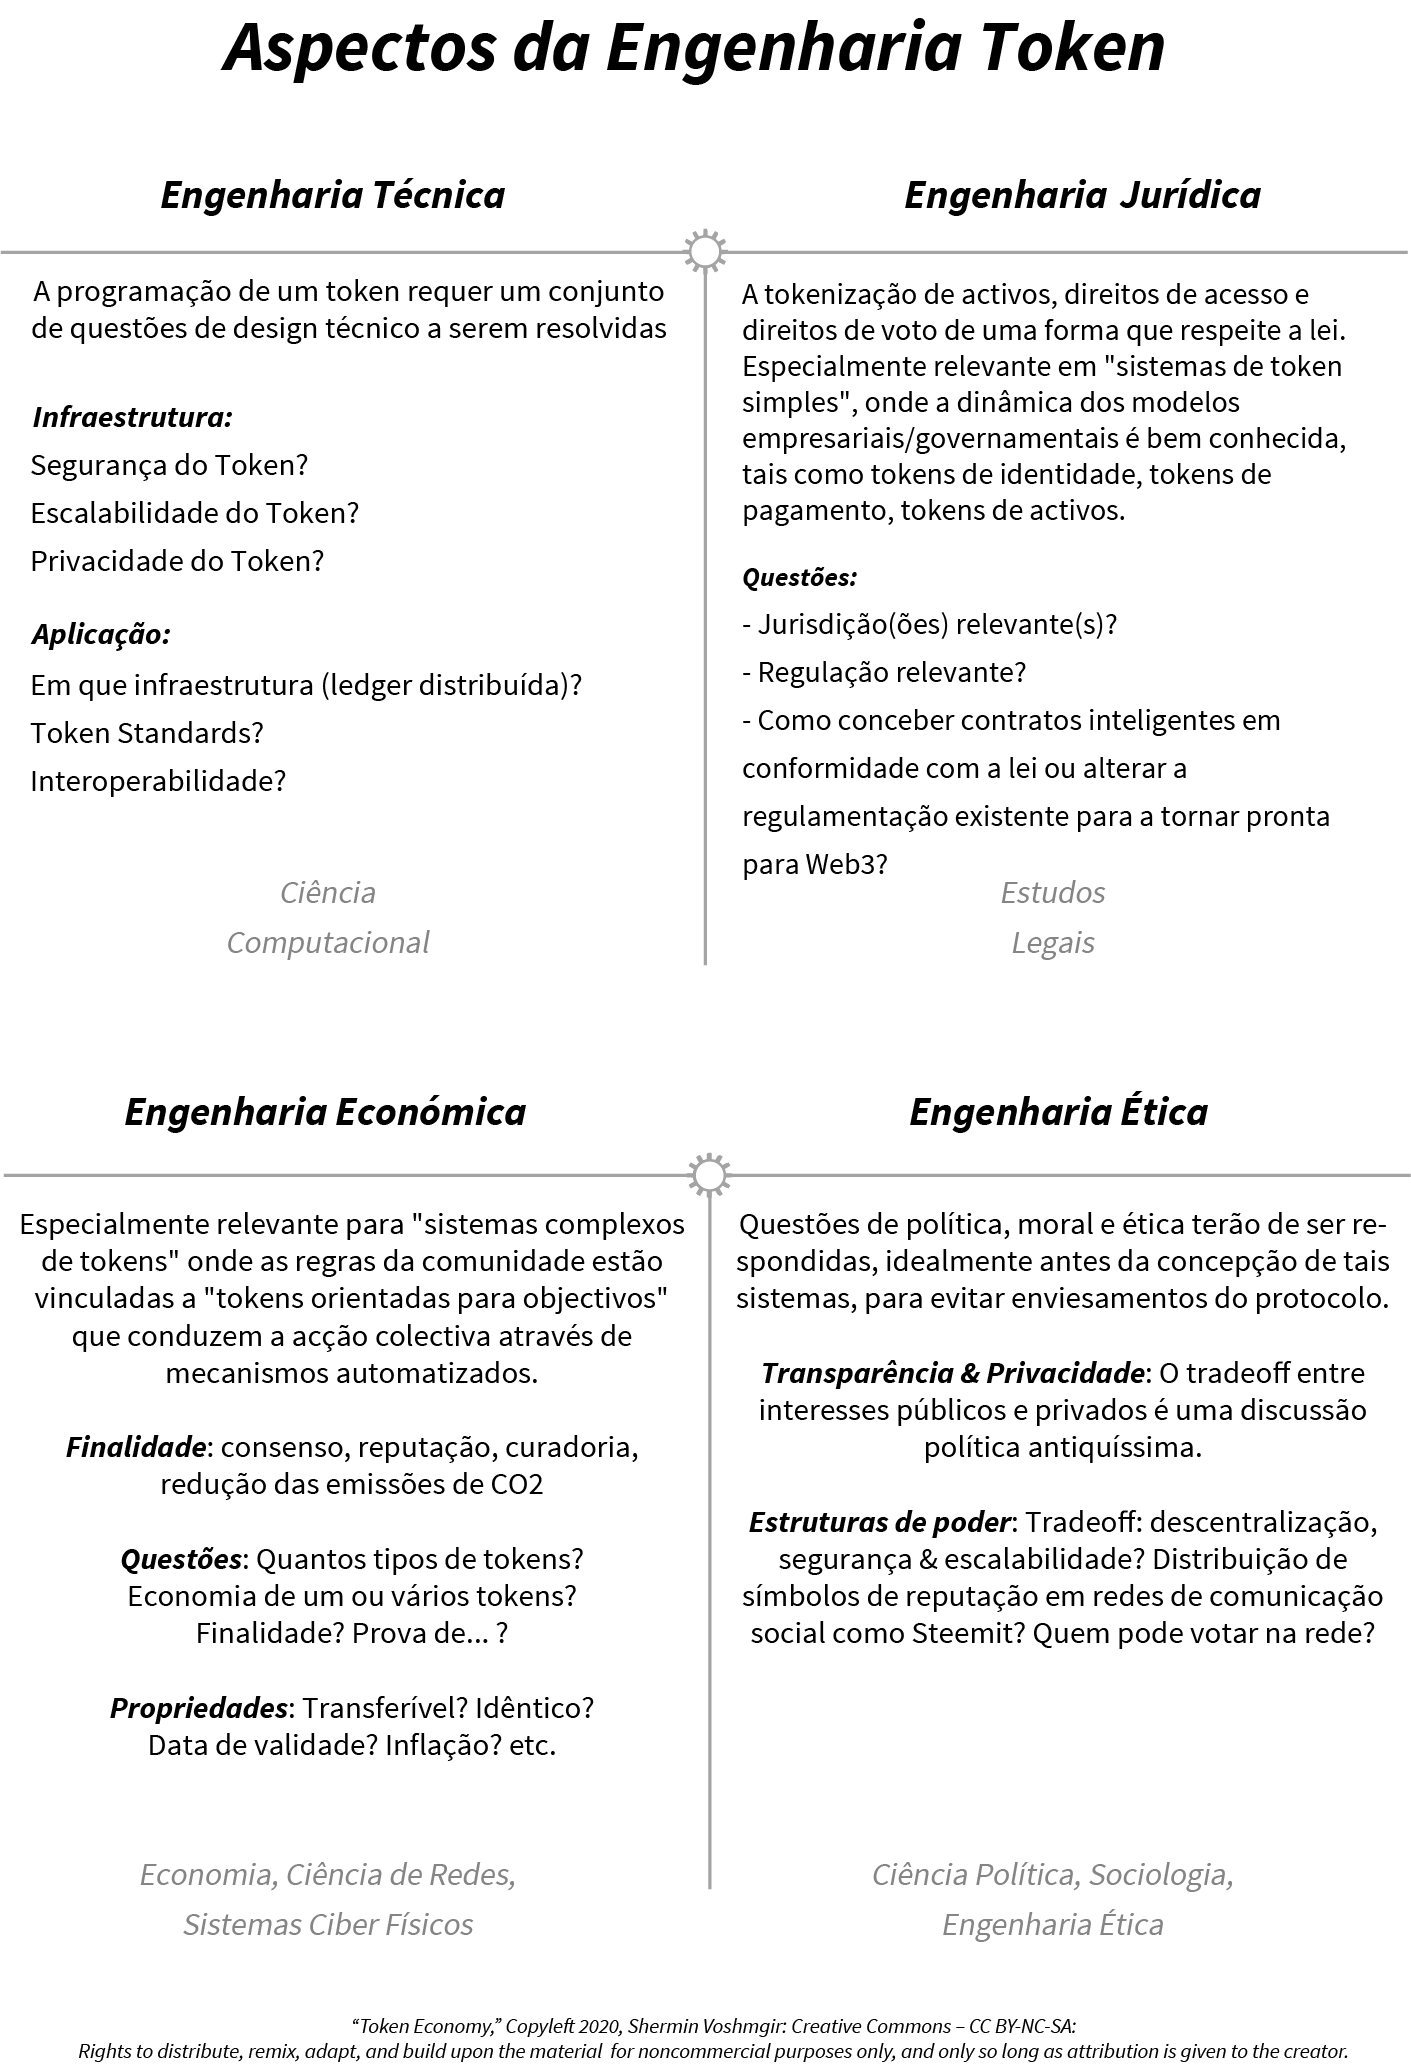 Aspectos da Engenharia Token
Engenharia Técnica
A programação de um token requer um conjunto
de questões de design técnico a serem resolvidas
Infraestrutura:
Segurança do Token?
Escalabilidade do Token?
Privacidade do Token?
Aplicação:
Em que infraestrutura (ledger distribuída)?
Token Standards?
Interoperabilidade?
Ciência
Computacional
Engenharia Jurídica
A tokenização de activos, direitos de acesso e
direitos de voto de uma forma que respeite a lei.
Especialmente relevante em "sistemas de token
simples", onde a dinâmica dos modelos
empresariais/governamentais é bem conhecida,
tais como tokens de identidade, tokens de
pagamento, tokens de activos.
Questões:
- Jurisdição(ões) relevante(s)?
- Regulação relevante?
- Como conceber contratos inteligentes em
conformidade com a lei ou alterar a
regulamentação existente para a tornar pronta
para Web3?
Estudos
Legais
Engenharia Económica
Especialmente relevante para "sistemas complexos
de tokens" onde as regras da comunidade estão
vinculadas a "tokens orientadas para objectivos"
que conduzem a acção colectiva através de
mecanismos automatizados.
Finalidade: consenso, reputação, curadoria,
redução das emissões de CO2
Questões: Quantos tipos de tokens?
Economia de um ou vários tokens?
Finalidade? Prova de... ?
Propriedades: Transferível? Idêntico?
Data de validade? Inflação? etc.
Economia, Ciência de Redes,
Sistemas Ciber Físicos
Engenharia Ética
Questões de política, moral e ética terão de ser re-
spondidas, idealmente antes da concepção de tais
sistemas, para evitar enviesamentos do protocolo.
Transparência & Privacidade: O tradeoff entre
interesses públicos e privados é uma discussão
política antiquíssima.
Estruturas de poder: Tradeoff: descentralização,
segurança & escalabilidade? Distribuição de
símbolos de reputação em redes de comunicação
social como Steemit? Quem pode votar na rede?
Ciência Política, Sociologia,
Engenharia Ética
“Token Economy,” Copyleft 2020, Shermin Voshmgir: Creative Commons – CC BY-NC-SA:
Rights to distribute, remix, adapt, and build upon the material for noncommercial purposes only, and only so long as attribution is given to the creator.